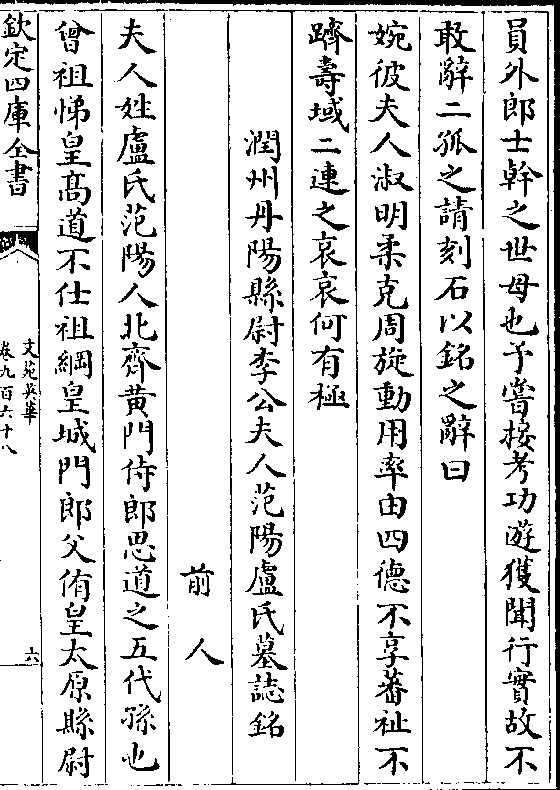 員外郎士幹之世母也予嘗接考功遊獲聞行實故不
敢辭二孤之請刻石以銘之辭曰
婉彼夫人淑明柔克周旋動用率由四德不享蕃祉不
躋壽域二連之哀哀何有極
潤州丹陽縣尉李公夫人范陽盧氏墓誌銘
前人
夫人姓盧氏范陽人北齊黄門侍郎思道之五代孫也
曾祖悌皇髙道不仕祖綱皇城門郎父侑皇太原縣尉
欽定四庫全書
文苑英華
卷九百六十八
六